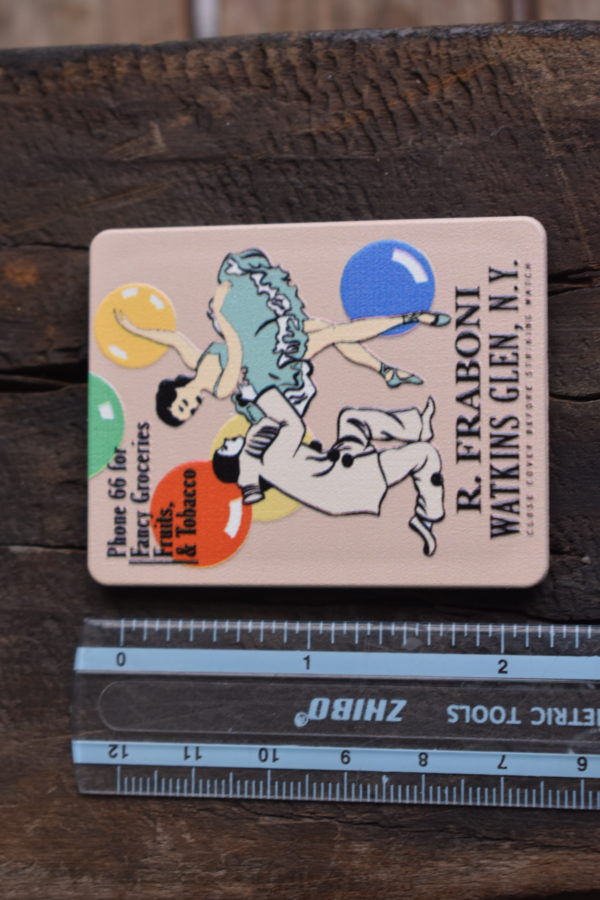 Phone 66 for
Fancy Groceries
Fruits,
& Tobacco
R. FRABONI
WATKINS GLEN, N.Y.
CLOSE COVER BEFORE STRIKING MATCH
0 1 2
ZHIBO® METRIC TOOLS
12 11 10 9 8 7 6